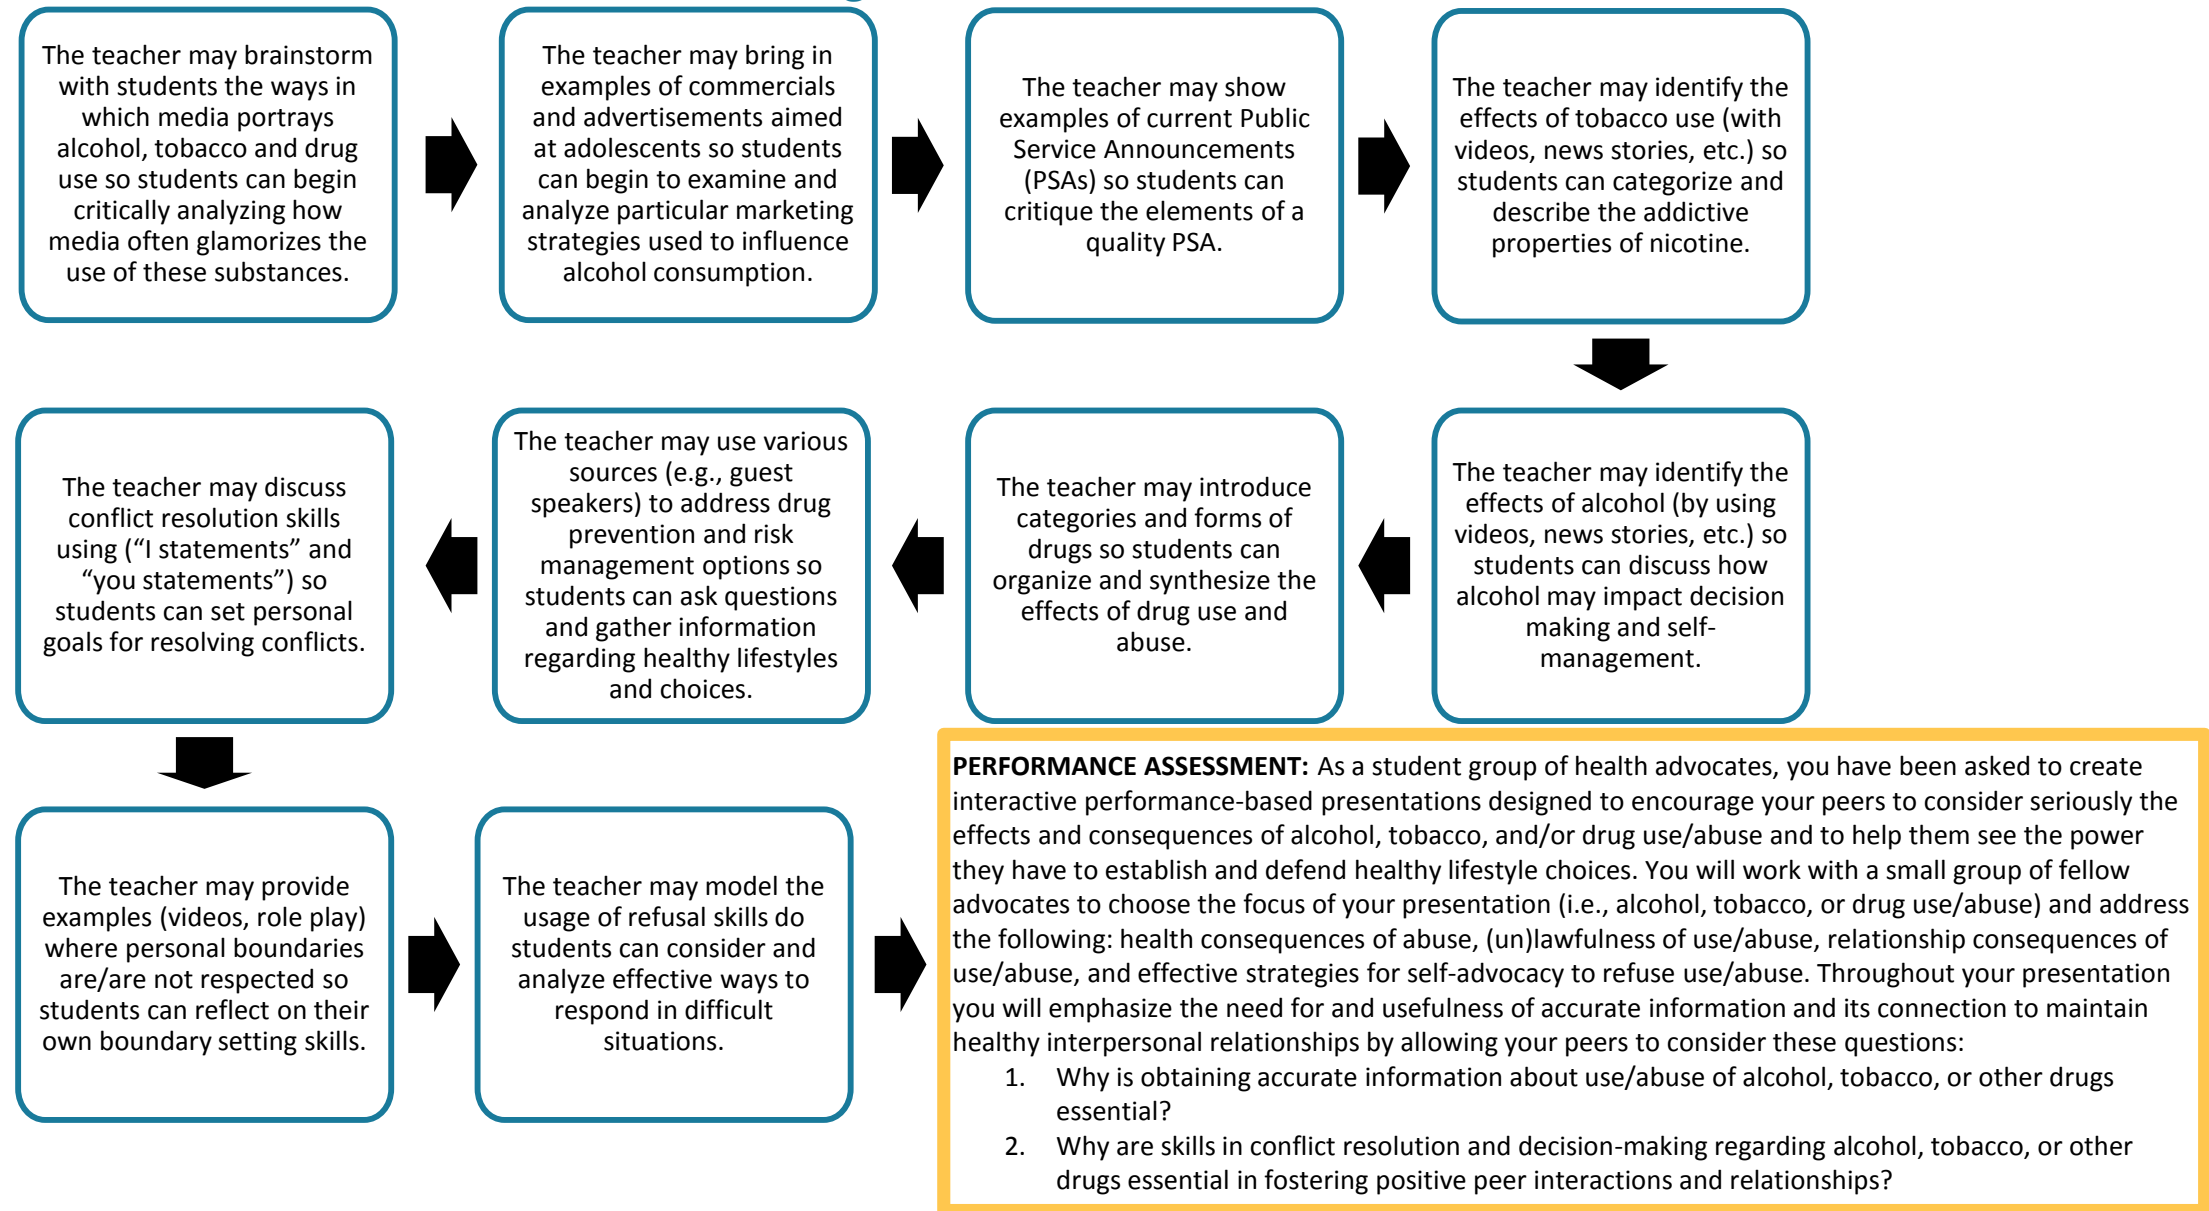 The teacher may brainstorm
with students the ways in
which media portrays
alcohol, tobacco and drug
use so students can begin
critically analyzing how
media often glamorizes the
use of these substances.
The teacher may bring in
examples of commercials
and advertisements aimed
at adolescents so students
can begin to examine and
analyze particular marketing
strategies used to influence
alcohol consumption.
The teacher may show
examples of current Public
Service Announcements
(PSAs) so students can
critique the elements of a
quality PSA.
The teacher may identify the
effects of tobacco use (with
videos, news stories, etc.) so
students can categorize and
describe the addictive
properties of nicotine.
The teacher may identify the
effects of alcohol (by using
videos, news stories, etc.) so
students can discuss how
alcohol may impact decision
making and self-
management.
The teacher may introduce
categories and forms of
drugs so students can
organize and synthesize the
effects of drug use and
abuse.
The teacher may use various
sources (e.g., guest
speakers) to address drug
prevention and risk
management options so
students can ask questions
and gather information
regarding healthy lifestyles
and choices.
The teacher may discuss
conflict resolution skills
using (“I statements” and
“you statements”) so
students can set personal
goals for resolving conflicts.
The teacher may provide
examples (videos, role play)
where personal boundaries
are/are not respected so
students can reflect on their
own boundary setting skills.
The teacher may model the
usage of refusal skills do
students can consider and
analyze effective ways to
respond in difficult
situations.
PERFORMANCE ASSESSMENT: As a student group of health advocates, you have been asked to create
interactive performance-based presentations designed to encourage your peers to consider seriously the
effects and consequences of alcohol, tobacco, and/or drug use/abuse and to help them see the power
they have to establish and defend healthy lifestyle choices. You will work with a small group of fellow
advocates to choose the focus of your presentation (i.e., alcohol, tobacco, or drug use/abuse) and address
the following: health consequences of abuse, (un)lawfulness of use/abuse, relationship consequences of
use/abuse, and effective strategies for self-advocacy to refuse use/abuse. Throughout your presentation
you will emphasize the need for and usefulness of accurate information and its connection to maintain
healthy interpersonal relationships by allowing your peers to consider these questions:
1. Why is obtaining accurate information about use/abuse of alcohol, tobacco, or other drugs
essential?
2. Why are skills in conflict resolution and decision-making regarding alcohol, tobacco, or other
drugs essential in fostering positive peer interactions and relationships?